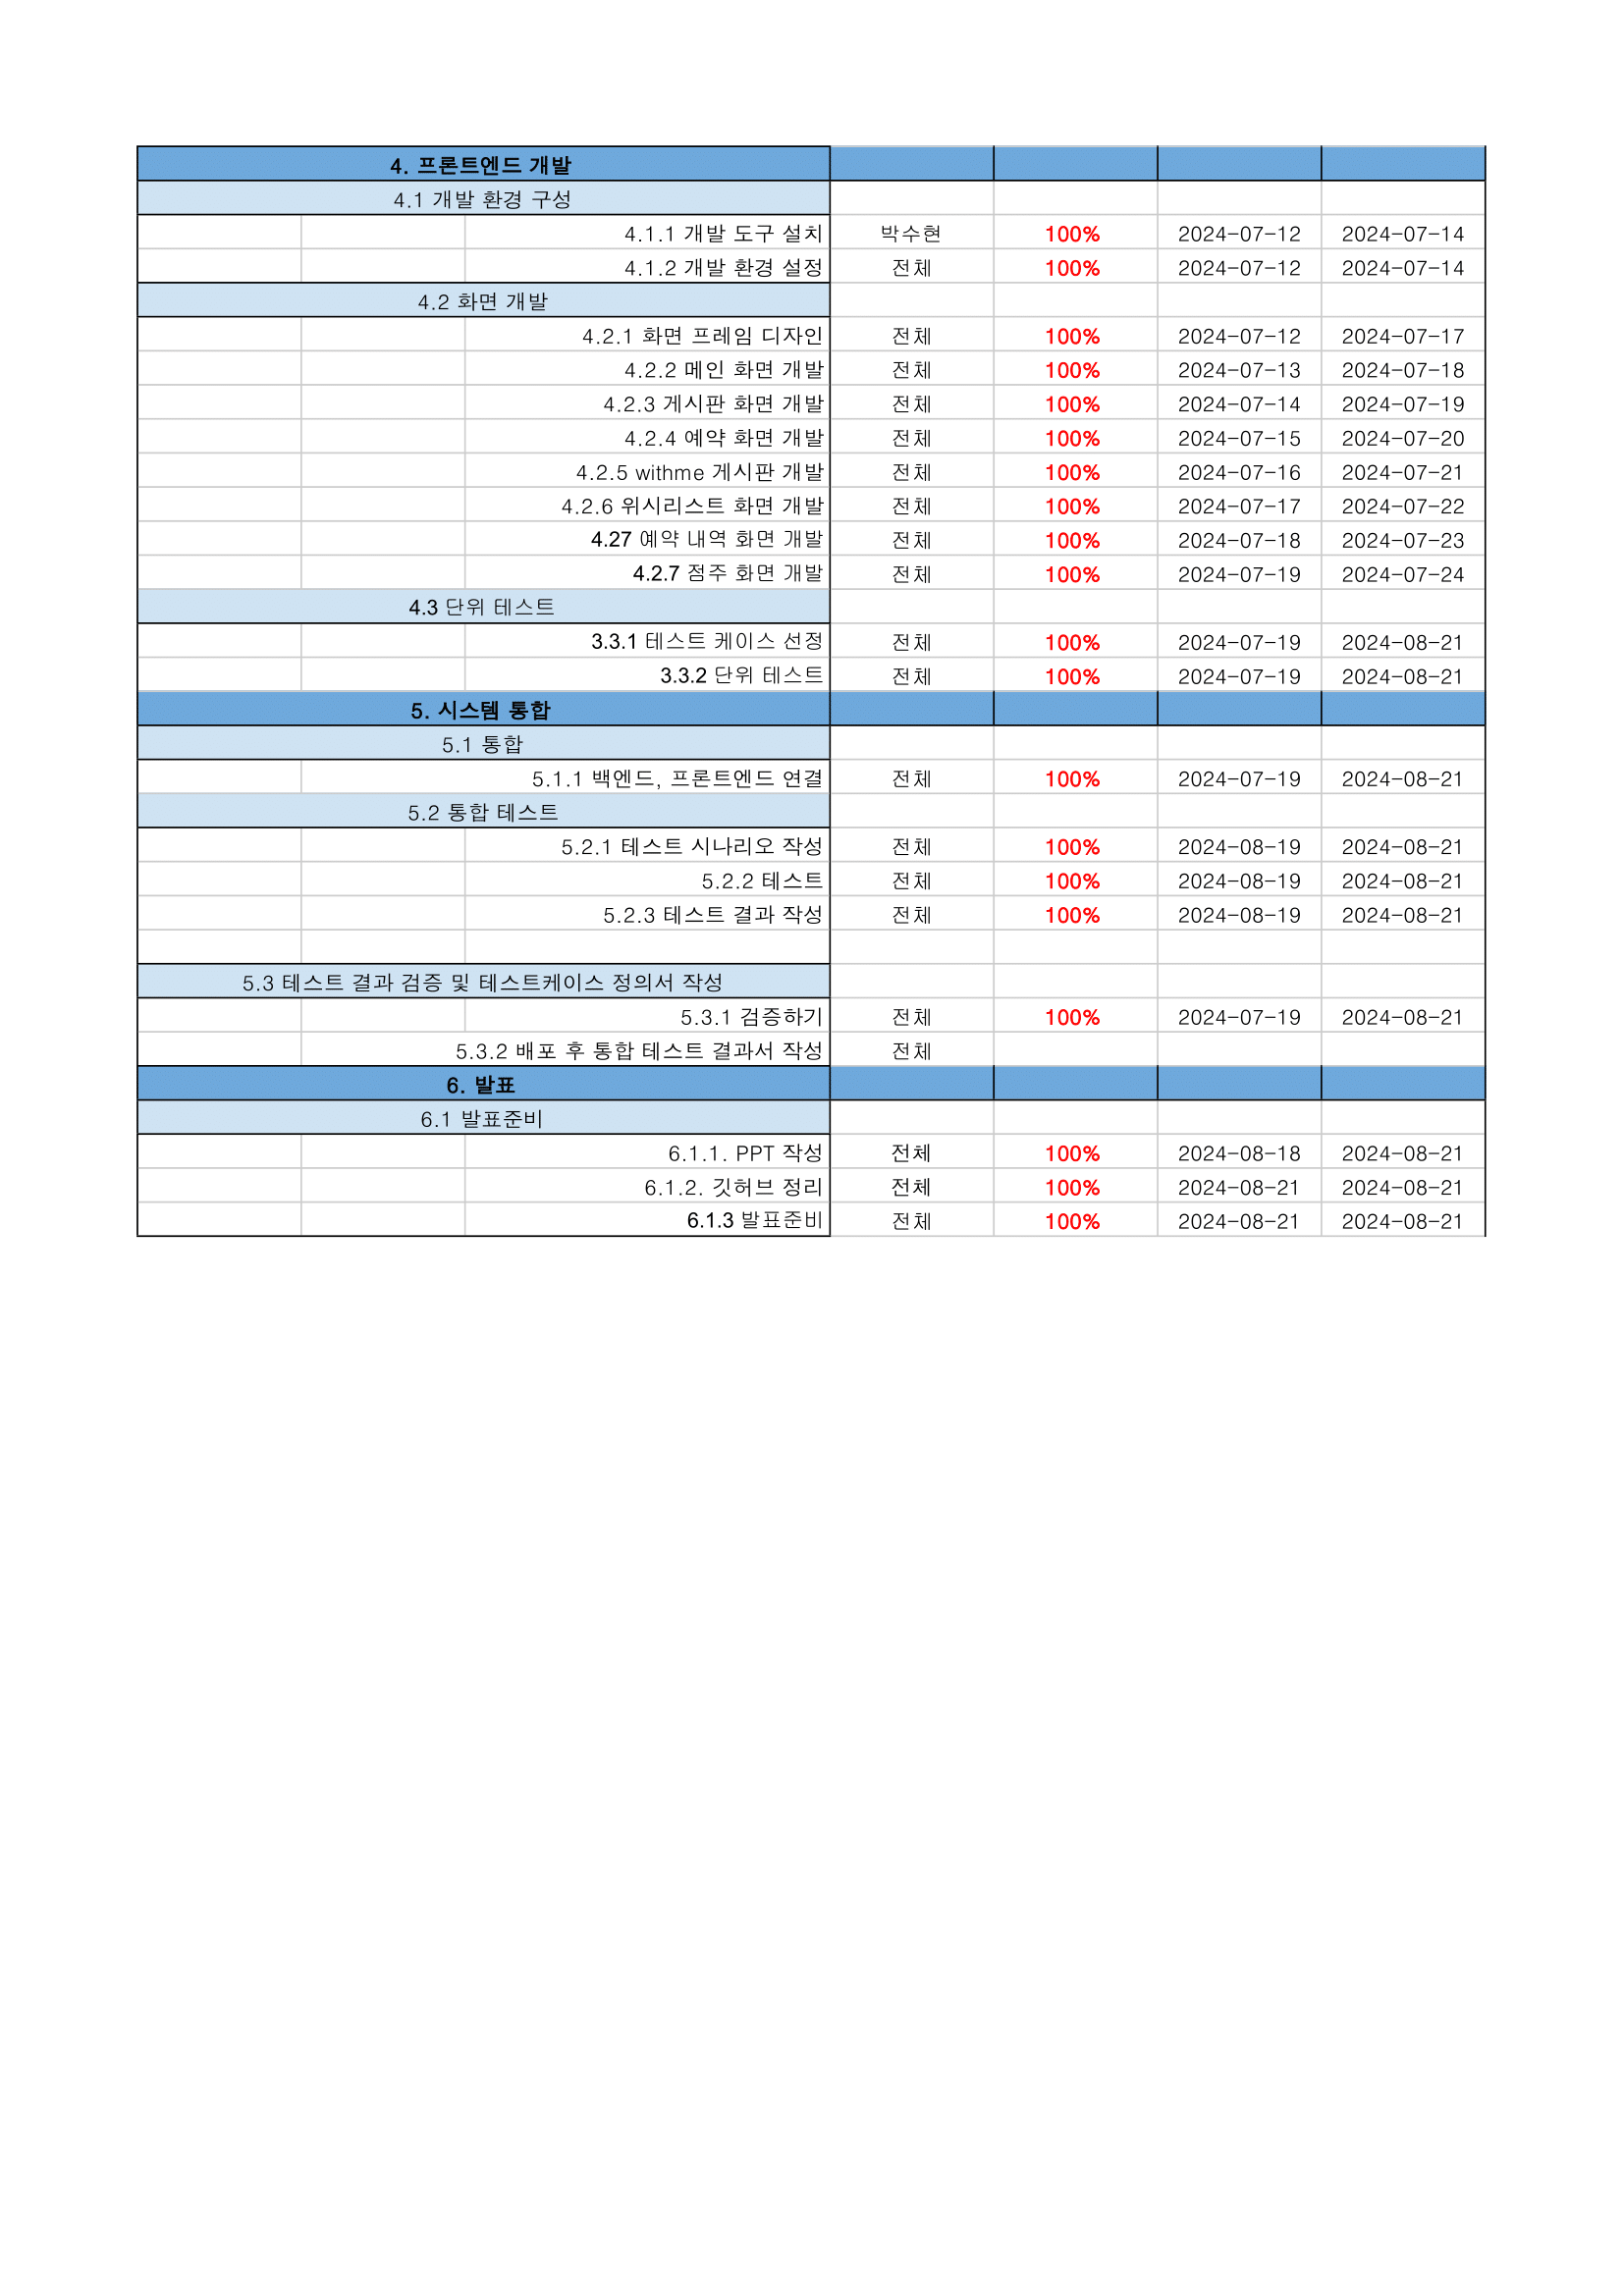 4. 프론트엔드 개발
4.1 개발 환경 구성
4.1.1 개발 도구 설치 박수현 100% 2024-07-12 2024-07-14
4.1.2 개발 환경 설정 전체 100% 2024-07-12 2024-07-14
4.2 화면 개발
4.2.1 화면 프레임 디자인 전체 100% 2024-07-12 2024-07-17
4.2.2 메인 화면 개발 전체 100% 2024-07-13 2024-07-18
4.2.3 게시판 화면 개발 전체 100% 2024-07-14 2024-07-19
4.2.4 예약 화면 개발 전체 100% 2024-07-15 2024-07-20
4.2.5 withme 게시판 개발 전체 100% 2024-07-16 2024-07-21
4.2.6 위시리스트 화면 개발 전체 100% 2024-07-17 2024-07-22
4.27 예약 내역 화면 개발 전체 100% 2024-07-18 2024-07-23
4.2.7 점주 화면 개발 전체 100% 2024-07-19 2024-07-24
4.3 단위 테스트
3.3.1 테스트 케이스 선정 전체 100% 2024-07-19 2024-08-21
3.3.2 단위 테스트 전체 100% 2024-07-19 2024-08-21
5. 시스템 통합
5.1 통합
5.1.1 백엔드, 프론트엔드 연결 전체 100% 2024-07-19 2024-08-21
5.2 통합 테스트
5.2.1 테스트 시나리오 작성 전체 100% 2024-08-19 2024-08-21
5.2.2 테스트 전체 100% 2024-08-19 2024-08-21
5.2.3 테스트 결과 작성 전체 100% 2024-08-19 2024-08-21
5.3 테스트 결과 검증 및 테스트케이스 정의서 작성
5.3.1 검증하기 전체 100% 2024-07-19 2024-08-21
5.3.2 배포 후 통합 테스트 결과서 작성 전체
6. 발표
6.1 발표준비
6.1.1. PPT 작성 전체 100% 2024-08-18 2024-08-21
6.1.2. 깃허브 정리 전체 100% 2024-08-21 2024-08-21
6.1.3 발표준비 전체 100% 2024-08-21 2024-08-21